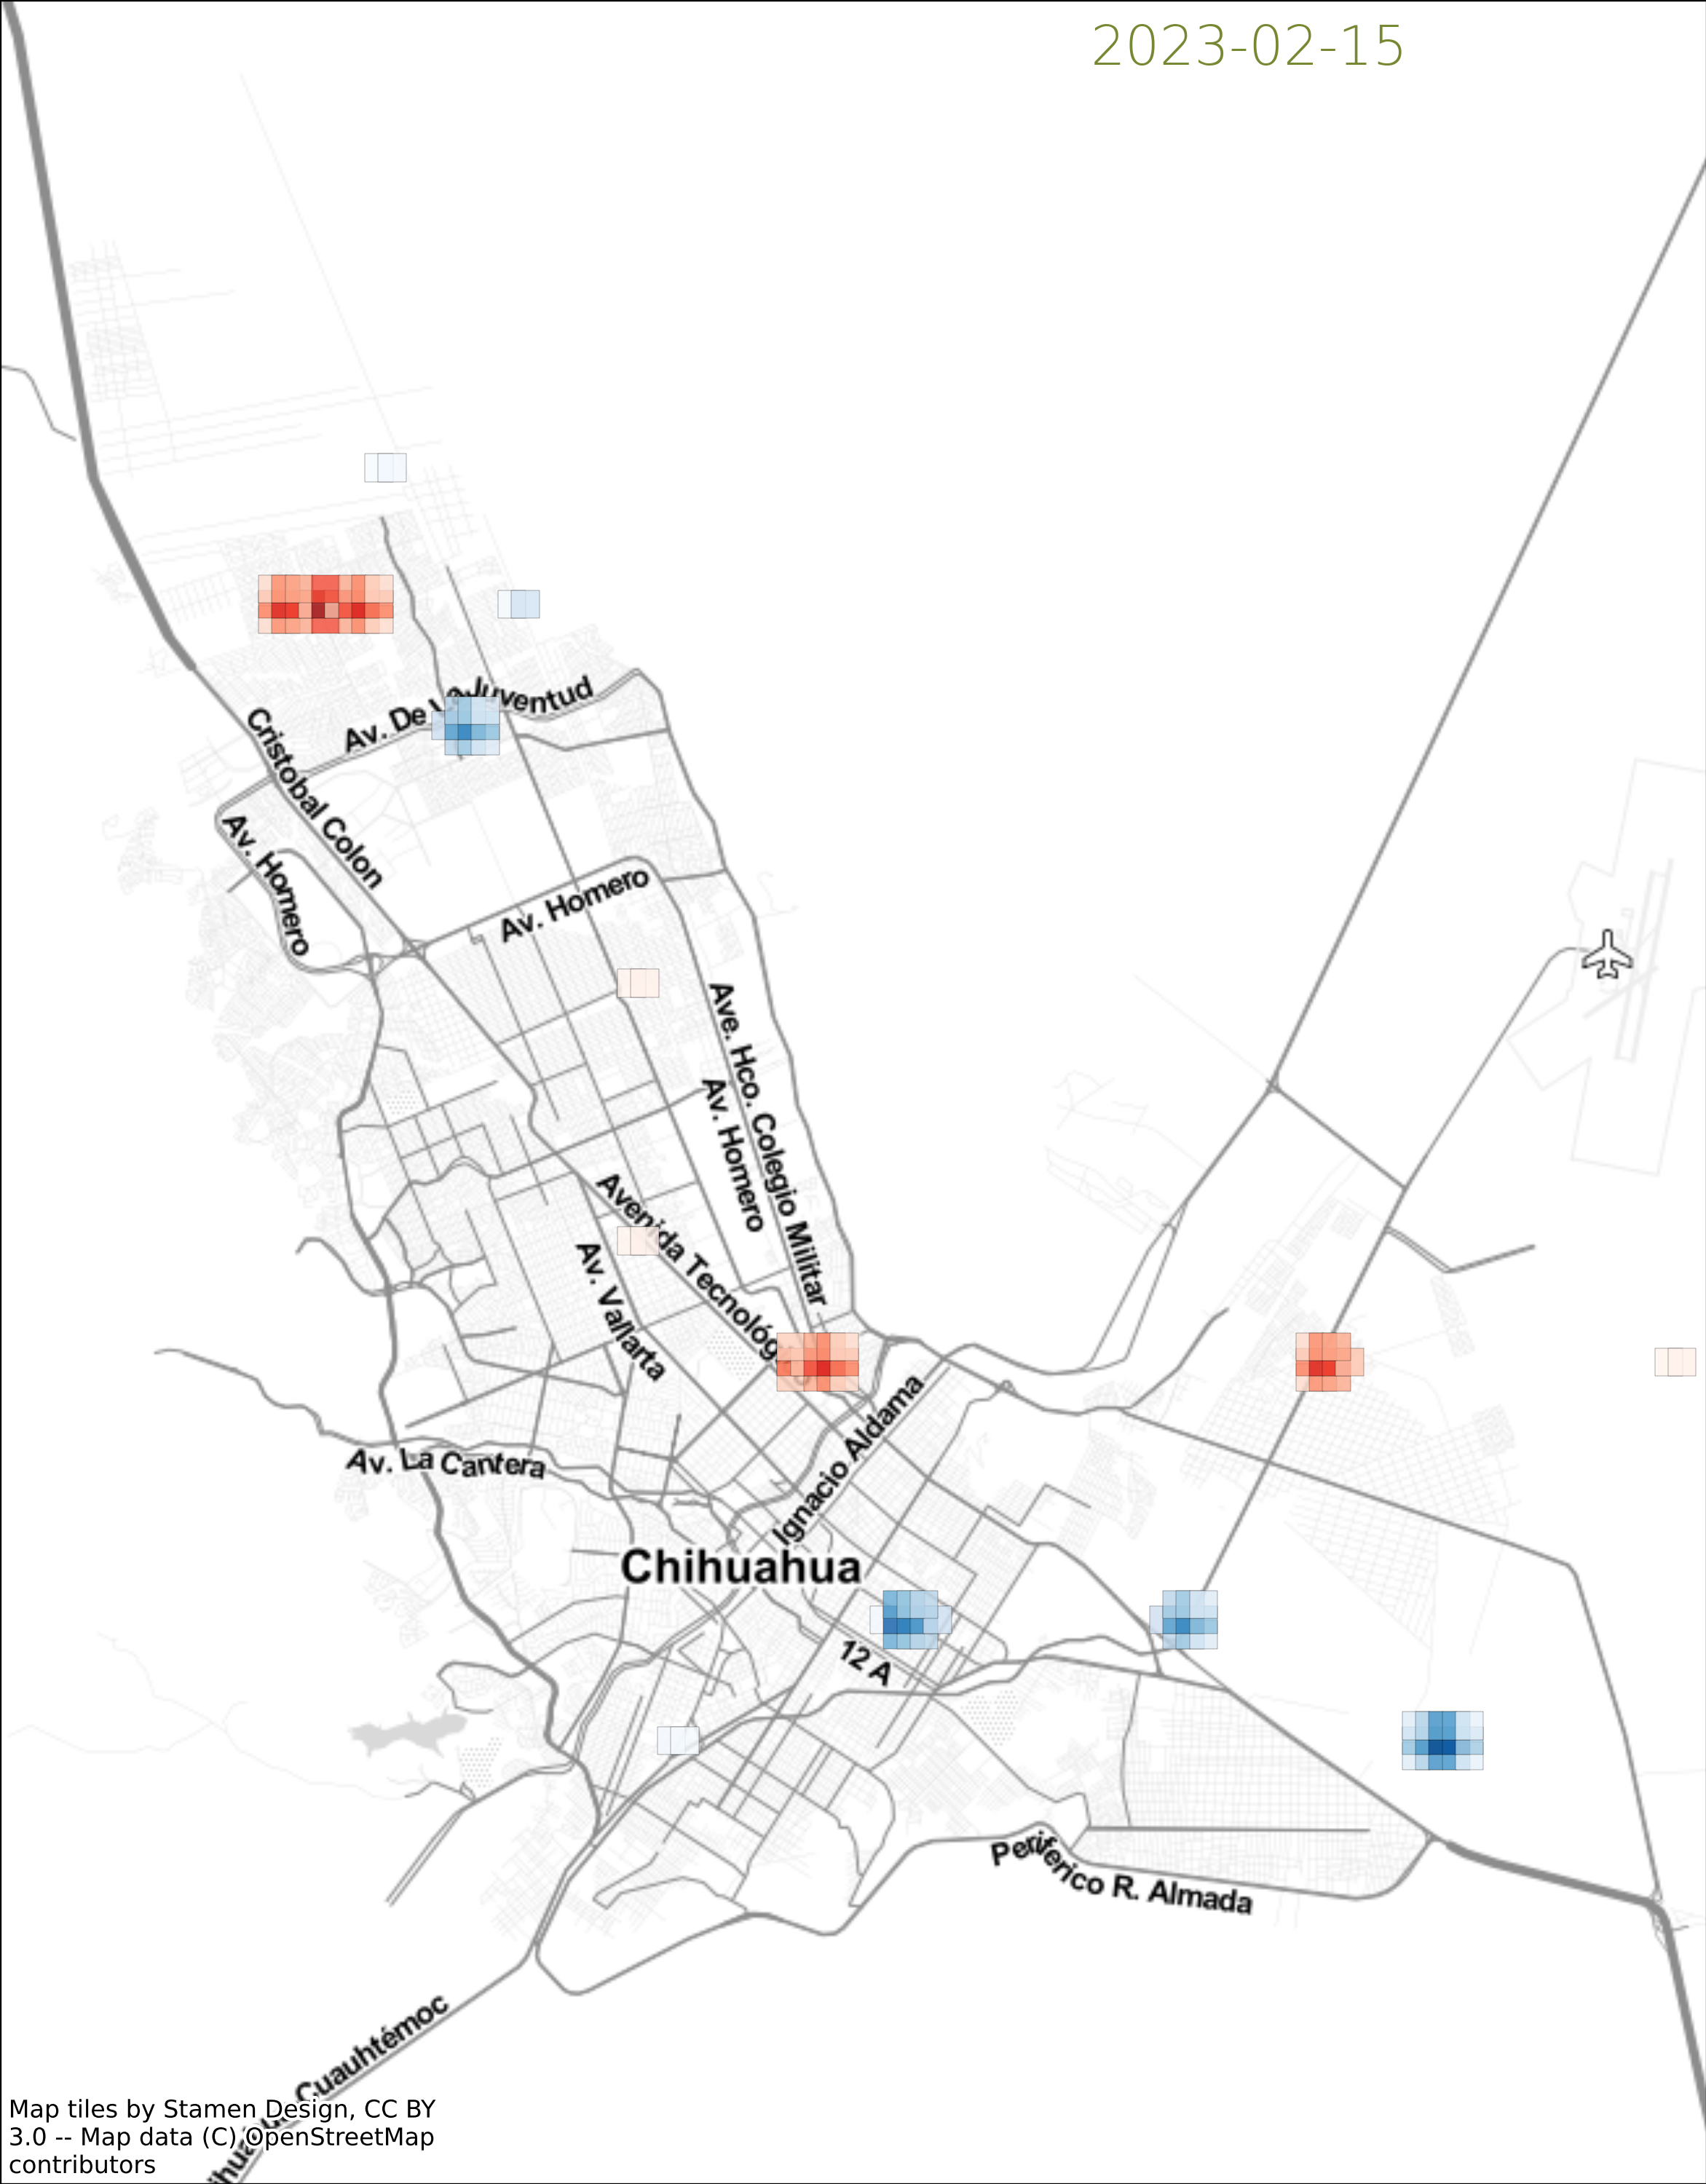 2023-02-15
Av. De La Juventud
Cristobal Colon
Av. Homero
Av. Homero
Ave. Hco. Colegio Militar
Av. Homero
Avenida Tecnológ
Av. Vallarta
Ignacio Aldama
Av. La Cantera
Chihuahua
12 A
Periferico R. Almada
Cuauhtémoc
Map tiles by Stamen Design, CC BY
3.0 -- Map data (C) OpenStreetMap
contributors